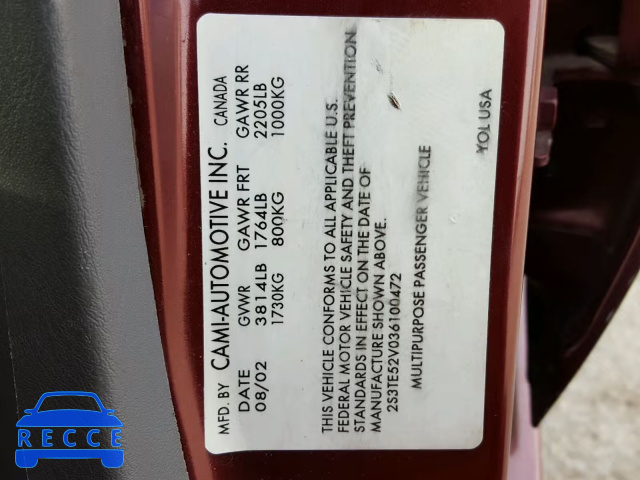 MFD. BY CAMI-AUTOMOTIVE INC. CANADA
DATE GVWR GAWR FRT GAWR RR
08/02 3814LB 1764LB 2205LB
1730KG 800KG 1000KG
THIS VEHICLE CONFORMS TO ALL APPLICABLE U.S.
FEDERAL MOTOR VEHICLE SAFETY AND THEFT PREVENTION
STANDARDS IN EFFECT ON THE DATE OF
MANUFACTURE SHOWN ABOVE.
2S3TE52V036100472
MULTIPURPOSE PASSENGER VEHICLE
YOL USA
RECCE